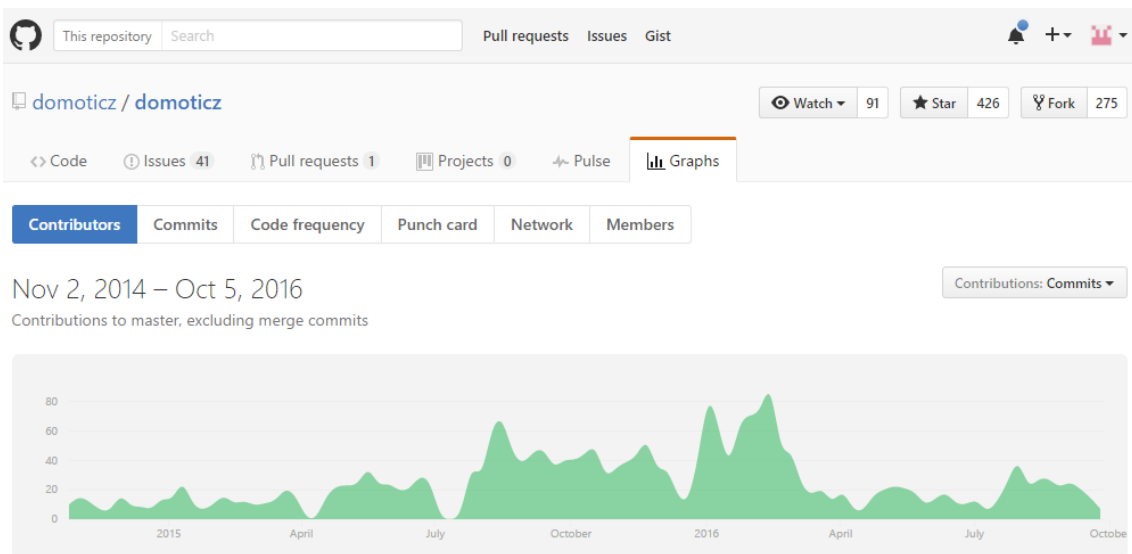 This repository Search Pull requests Issues Gist
domoticz / domoticz Watch 91 Star 426 Fork 275
Code Issues 41 Pull requests 1 Projects 0 Pulse Graphs
Contributors Commits Code frequency Punch card Network Members
Nov 2, 2014 – Oct 5, 2016 Contributions: Commits
Contributions to master, excluding merge commits
80
60
40
20
0
2015 April July October 2016 April July Octobe